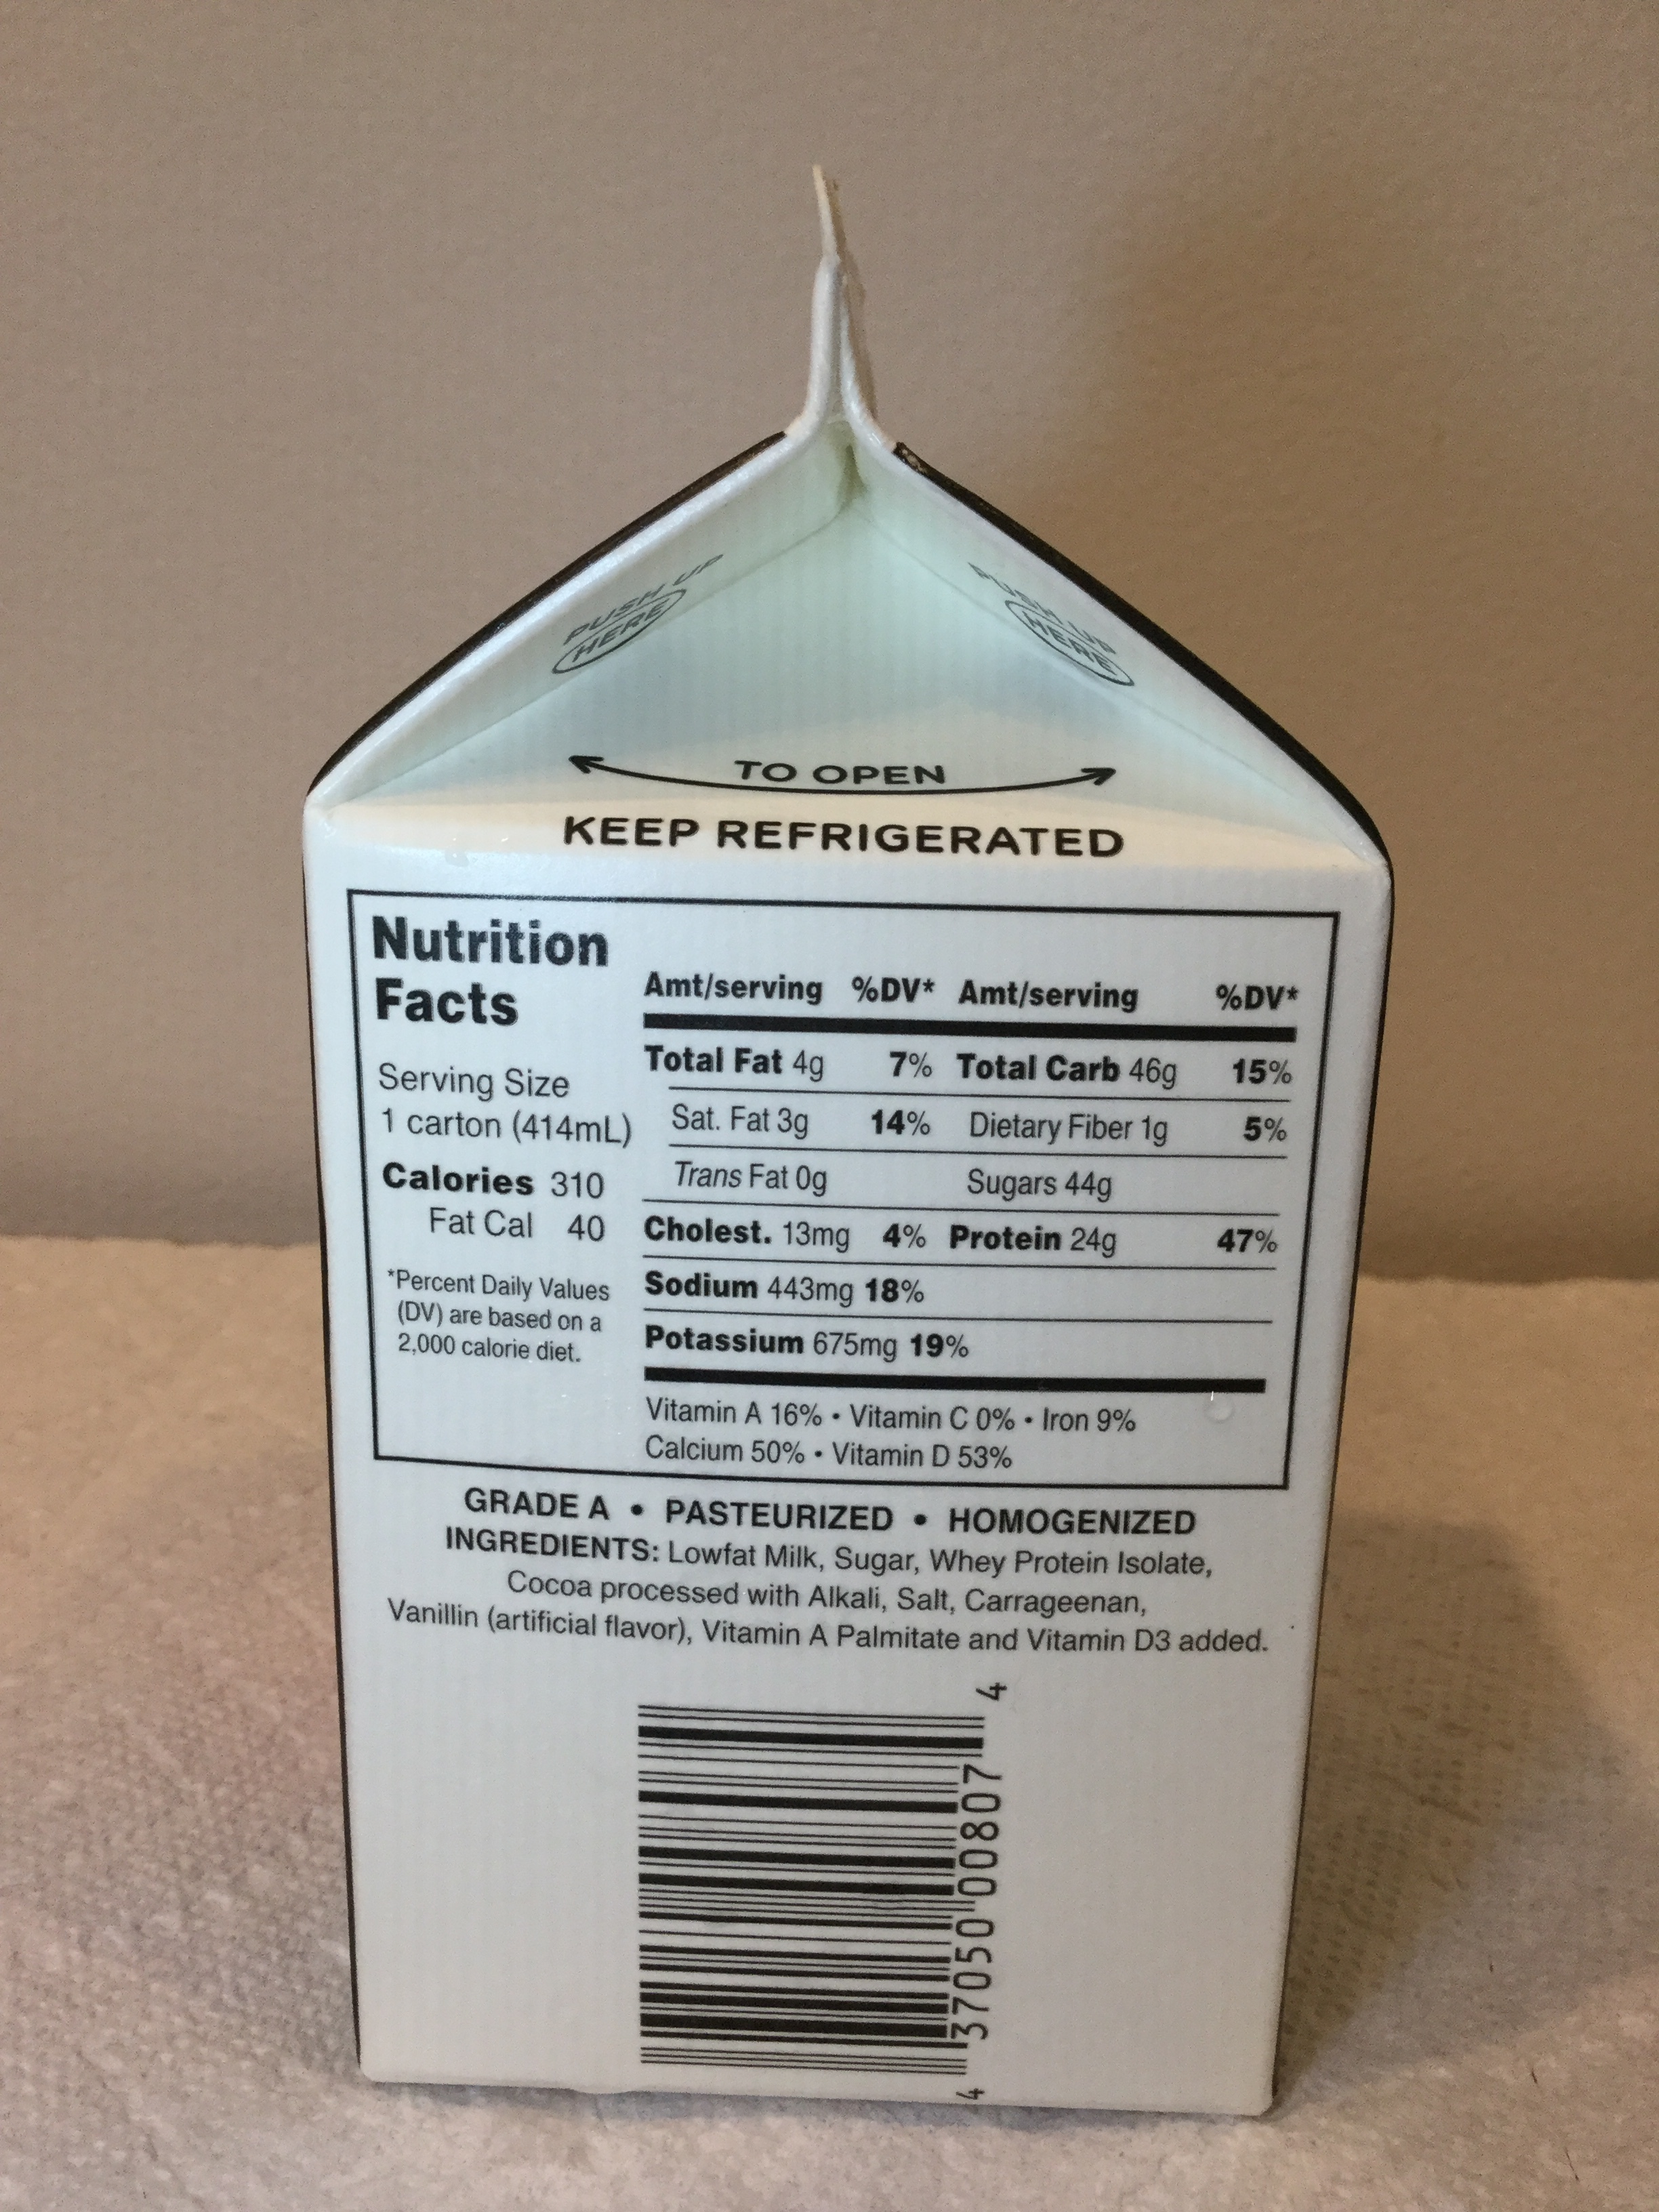 PUSH UP
HERE
PUSH UP
HERE
TO OPEN
KEEP REFRIGERATED
Nutrition
Facts
Serving Size
1 carton (414mL)
Calories 310
Fat Cal 40
*Percent Daily Values
(DV) are based on a
2,000 calorie diet.
Amt/serving %DV* Amt/serving %DV*
Total Fat 4g 7% Total Carb 46g 15%
Sat. Fat 3g 14% Dietary Fiber 1g 5%
Trans Fat 0g Sugars 44g
Cholest. 13mg 4% Protein 24g 47%
Sodium 443mg 18%
Potassium 675mg 19%
Vitamin A 16% • Vitamin C 0% • Iron 9%
Calcium 50% • Vitamin D 53%
GRADE A • PASTEURIZED • HOMOGENIZED
INGREDIENTS: Lowfat Milk, Sugar, Whey Protein Isolate,
Cocoa processed with Alkali, Salt, Carrageenan,
Vanillin (artificial flavor), Vitamin A Palmitate and Vitamin D3 added.
4 37050 00807 4